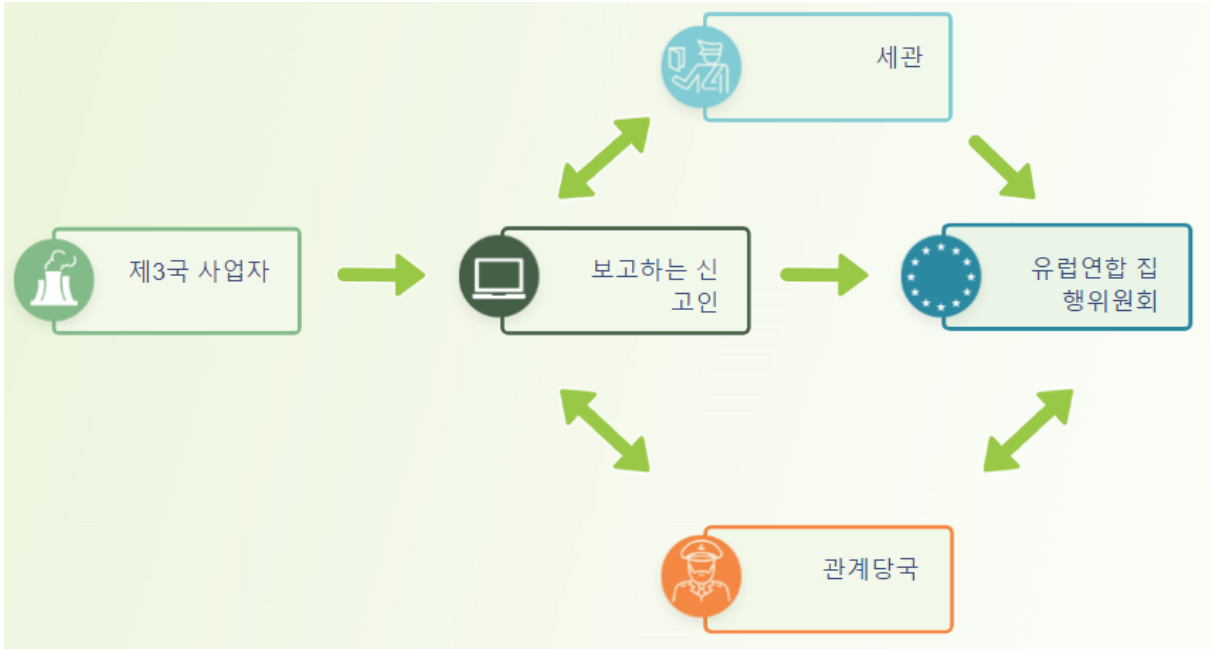 세관
제3국 사업자
보고하는 신
고인
유럽연합 집
행위원회
관계당국